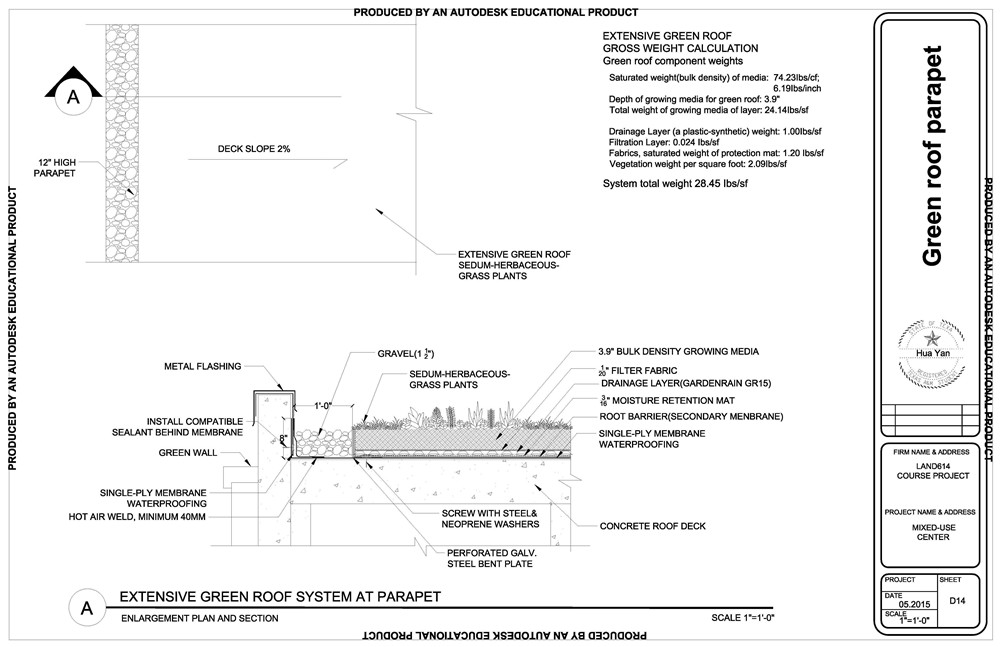 PRODUCED BY AN AUTODESK EDUCATIONAL PRODUCT
PRODUCED BY AN AUTODESK EDUCATIONAL PRODUCT
A
DECK SLOPE 2%
12" HIGH
PARAPET
EXTENSIVE GREEN ROOF
SEDUM-HERBACEOUS-
GRASS PLANTS
EXTENSIVE GREEN ROOF
GROSS WEIGHT CALCULATION
Green roof component weights
Saturated weight(bulk density) of media: 74.23lbs/cf;
6.19lbs/inch
Depth of growing media for green roof: 3.9"
Total weight of growing media of layer: 24.14lbs/sf
Drainage Layer (a plastic-synthetic) weight: 1.00lbs/sf
Filtration Layer: 0.024 lbs/sf
Fabrics, saturated weight of protection mat: 1.20 lbs/sf
Vegetation weight per square foot: 2.09lbs/sf
System total weight 28.45 lbs/sf
METAL FLASHING
GRAVEL(1 1/2")
SEDUM-HERBACEOUS-
GRASS PLANTS
1'-0"
8"
INSTALL COMPATIBLE
SEALANT BEHIND MEMBRANE
GREEN WALL
SINGLE-PLY MEMBRANE
WATERPROOFING
HOT AIR WELD, MINIMUM 40MM
3.9" BULK DENSITY GROWING MEDIA
1/20" FILTER FABRIC
DRAINAGE LAYER(GARDENRAIN GR15)
3/16" MOISTURE RETENTION MAT
ROOT BARRIER(SECONDARY MENBRANE)
SINGLE-PLY MEMBRANE
WATERPROOFING
SCREW WITH STEEL&
NEOPRENE WASHERS
CONCRETE ROOF DECK
PERFORATED GALV.
STEEL BENT PLATE
A
EXTENSIVE GREEN ROOF SYSTEM AT PARAPET
ENLARGEMENT PLAN AND SECTION
SCALE 1"=1'-0"
PRODUCED BY AN AUTODESK EDUCATIONAL PRODUCT
Green roof parapet
STATE OF TEXAS
Hua Yan
REGISTERED
FIRM NAME & ADDRESS
LAND614
COURSE PROJECT
PROJECT NAME & ADDRESS
MIXED-USE
CENTER
PROJECT
SHEET
DATE
05.2015
D14
SCALE
1"=1'-0"
PRODUCED BY AN AUTODESK EDUCATIONAL PRODUCT